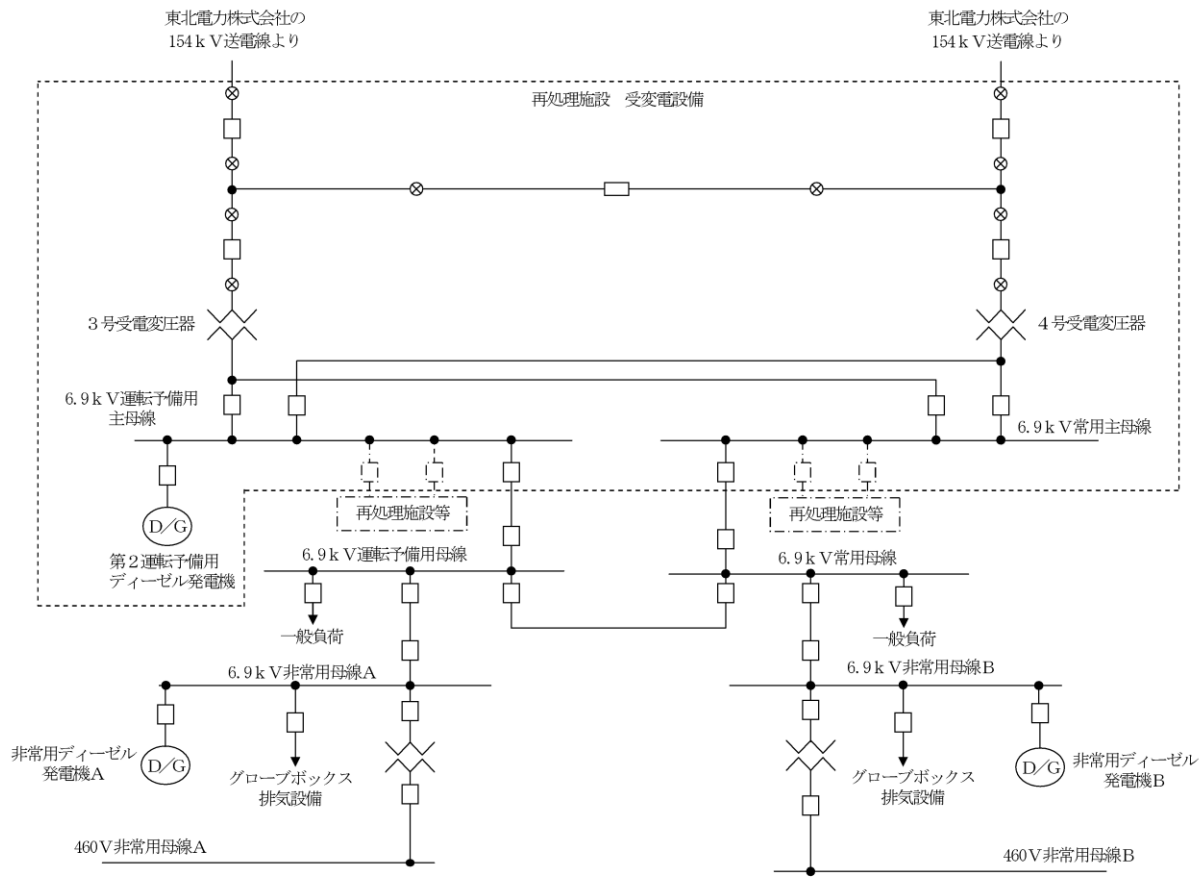 東北電力株式会社の
154kV送電線より
東北電力株式会社の
154kV送電線より
再処理施設　受変電設備
3号受電変圧器
4号受電変圧器
6.9kV運転予備用
主母線
6.9kV常用主母線
D/G
第2運転予備用
ディーゼル発電機
再処理施設等
再処理施設等
6.9kV運転予備用母線
6.9kV常用母線
一般負荷
一般負荷
6.9kV非常用母線A
6.9kV非常用母線B
非常用ディーゼル
発電機A
D/G
グローブボックス
排気設備
グローブボックス
排気設備
D/G
非常用ディーゼル
発電機B
460V非常用母線A
460V非常用母線B